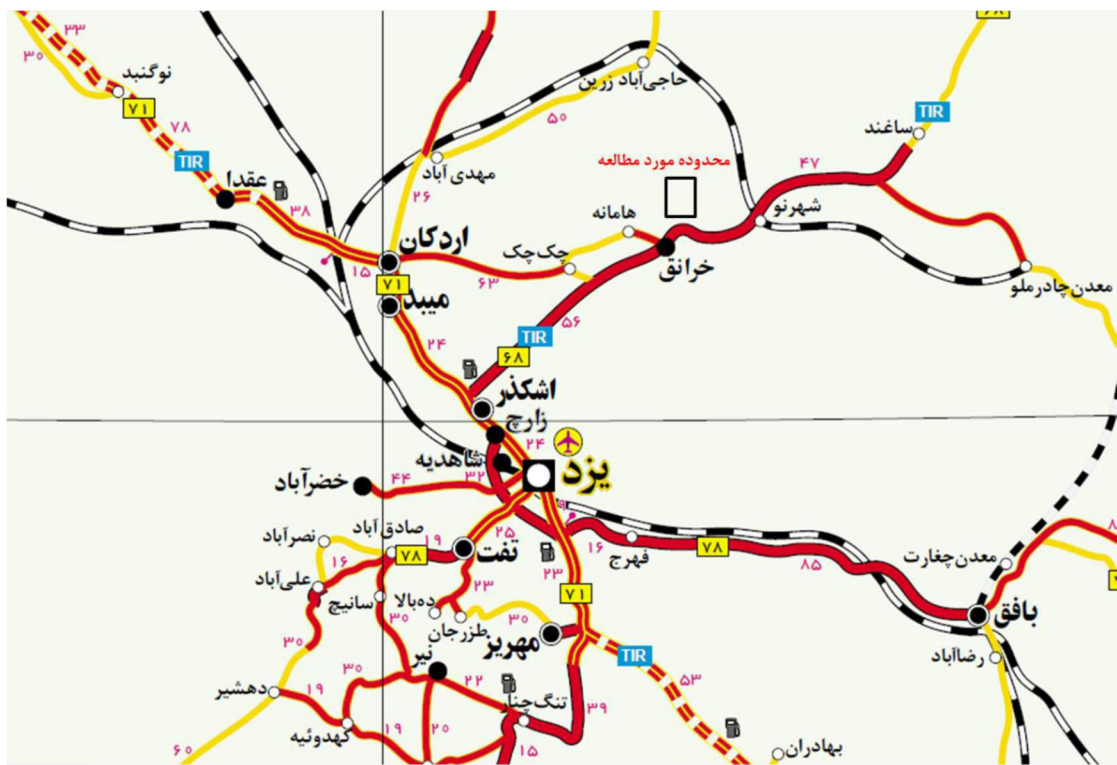 ۶۸
۳۳
۳۰
نوگنبد
۷۱
۷۸
TIR
عقدا
۳۸
۱۵
حاجی‌آباد زرین
۵۰
مهدی آباد
۲۶
TIR
ساغند
۴۷
محدوده مورد مطالعه
شهرنو
هامانه
خرانق
چک‌چک
۶۳
معدن چادرملو
اردکان
۷۱
میبد
۵۶
TIR
۶۸
۲۴
اشکذر
زارچ
۲۴
شاهدیه
۳۲
یزد
خضرآباد
۴۴
۹
۲۵
صادق‌آباد
نصرآباد
۱۹
۷۸
تفت
۱۶
فهرج
۷۸
۸۵
معدن‌چغارت
۸
علی‌آباد
۱۶
سانیچ
۲۳
ده‌بالا
طزرجان
۳۰
۲۳
۷۱
مهریز
بافق
رضاآباد
TIR
۵۳
۳۰
۳۰
نیر
۳۰
۲۲
تنگ‌چنار
۳۹
دهشیر
۱۹
کهدوئیه
۱۹
۲۰
۱۵
۶۰
بهادران